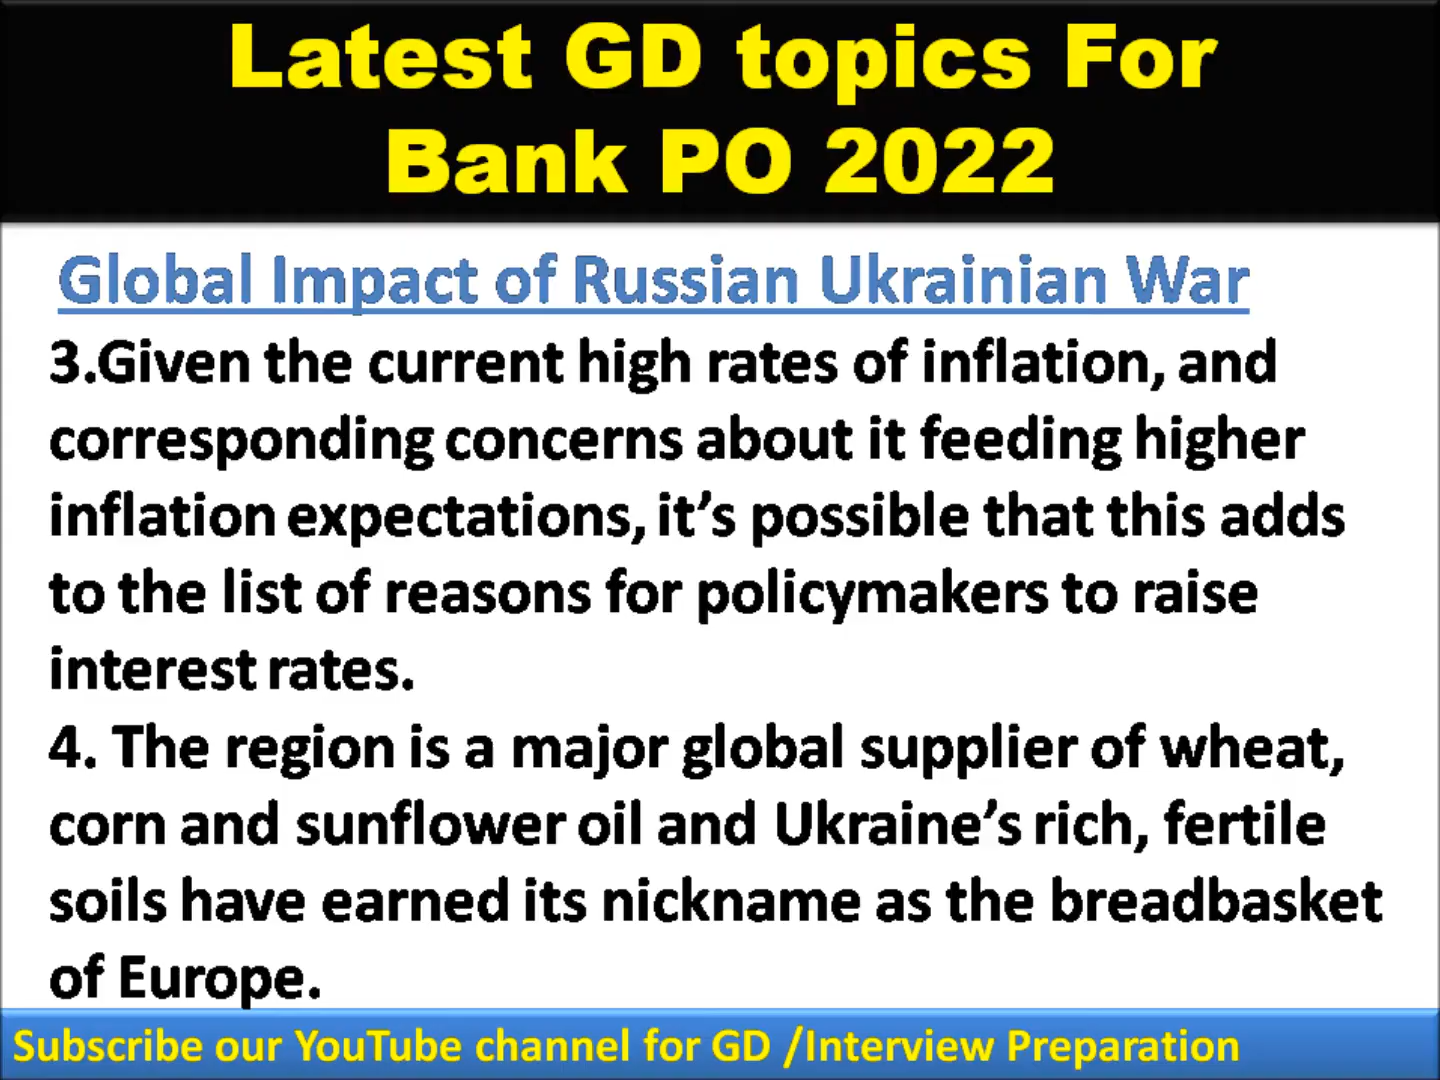 Latest GD topics For
Bank PO 2022
Global Impact of Russian Ukrainian War
3.Given the current high rates of inflation, and
corresponding concerns about it feeding higher
inflation expectations, it’s possible that this adds
to the list of reasons for policymakers to raise
interest rates.
4. The region is a major global supplier of wheat,
corn and sunflower oil and Ukraine’s rich, fertile
soils have earned its nickname as the breadbasket
of Europe.
Subscribe our YouTube channel for GD /Interview Preparation